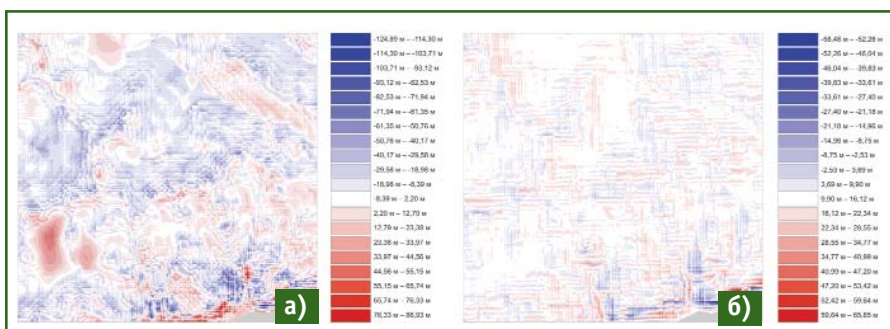 -124,89 м – -114,30 м
-114,30 м – -103,71 м
-103,71 м – -93,12 м
-93,12 м – -82,53 м
-82,53 м – -71,94 м
-71,94 м – -61,35 м
-61,35 м – -50,76 м
-50,76 м – -40,17 м
-40,17 м – -29,58 м
-29,58 м – -18,98 м
-18,98 м – -8,39 м
-8,39 м – 2,20 м
2,20 м – 12,79 м
12,79 м – 23,38 м
23,38 м – 33,97 м
33,97 м – 44,56 м
44,56 м – 55,15 м
55,15 м – 65,74 м
65,74 м – 76,33 м
76,33 м – 86,93 м
а)
-58,48 м – -52,26 м
-52,26 м – -46,04 м
-46,04 м – -39,83 м
-39,83 м – -33,61 м
-33,61 м – -27,40 м
-27,40 м – -21,18 м
-21,18 м – -14,96 м
-14,96 м – -8,75 м
-8,75 м – -2,53 м
-2,53 м – 3,69 м
3,69 м – 9,90 м
9,90 м – 16,12 м
16,12 м – 22,34 м
22,34 м – 28,55 м
28,55 м – 34,77 м
34,77 м – 40,98 м
40,99 м – 47,20 м
47,20 м – 53,42 м
53,42 м – 59,64 м
59,64 м – 65,85 м
б)